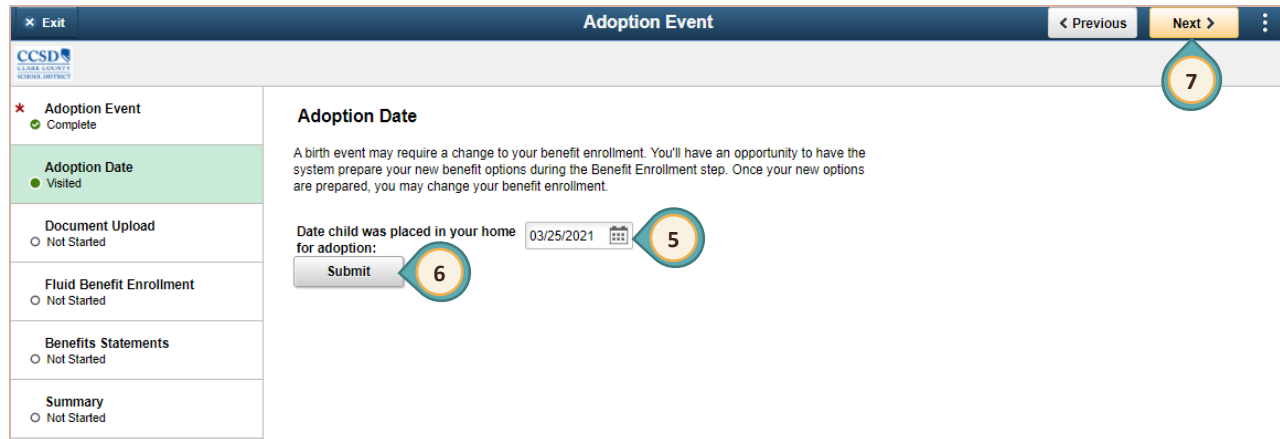 × Exit
Adoption Event
Previous
Next
7
CCSD
CLARK COUNTY
SCHOOL DISTRICT
* Adoption Event
Complete
Adoption Date
Visited
Document Upload
Not Started
Fluid Benefit Enrollment
Not Started
Benefits Statements
Not Started
Summary
Not Started
Adoption Date
A birth event may require a change to your benefit enrollment. You'll have an opportunity to have the
system prepare your new benefit options during the Benefit Enrollment step. Once your new options
are prepared, you may change your benefit enrollment.
Date child was placed in your home
for adoption:
03/25/2021
5
Submit
6